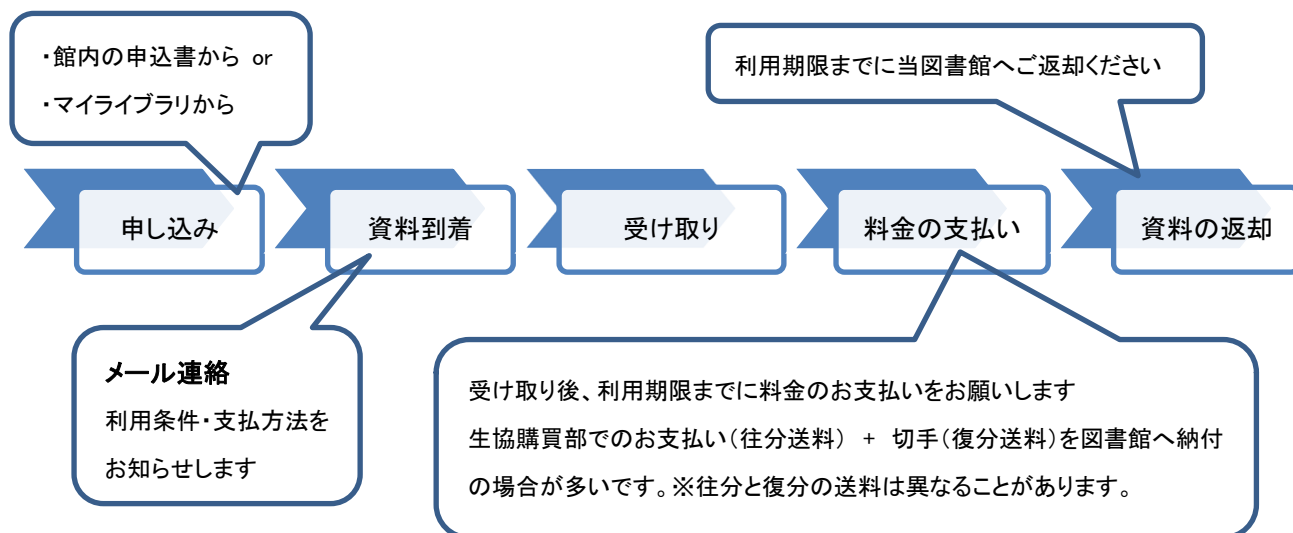 ・館内の申込書から or
・マイライブラリから
利用期限までに当図書館へご返却ください
申し込み
資料到着
受け取り
料金の支払い
資料の返却
メール連絡
利用条件・支払方法を
お知らせします
受け取り後、利用期限までに料金のお支払いをお願いします
生協購買部でのお支払い(往分送料) + 切手(復分送料)を図書館へ納付
の場合が多いです。※往分と復分の送料は異なることがあります。